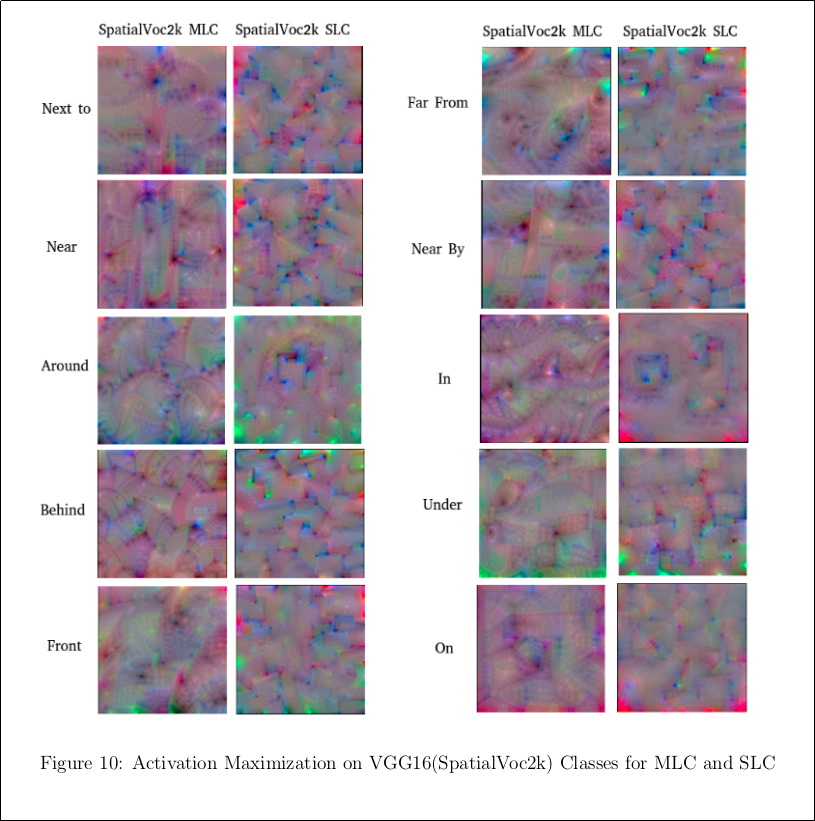 SpatialVoc2k MLC SpatialVoc2k SLC
Next to
Near
Around
Behind
Front
SpatialVoc2k MLC SpatialVoc2k SLC
Far From
Near By
In
Under
On
Figure 10: Activation Maximization on VGG16(SpatialVoc2k) Classes for MLC and SLC